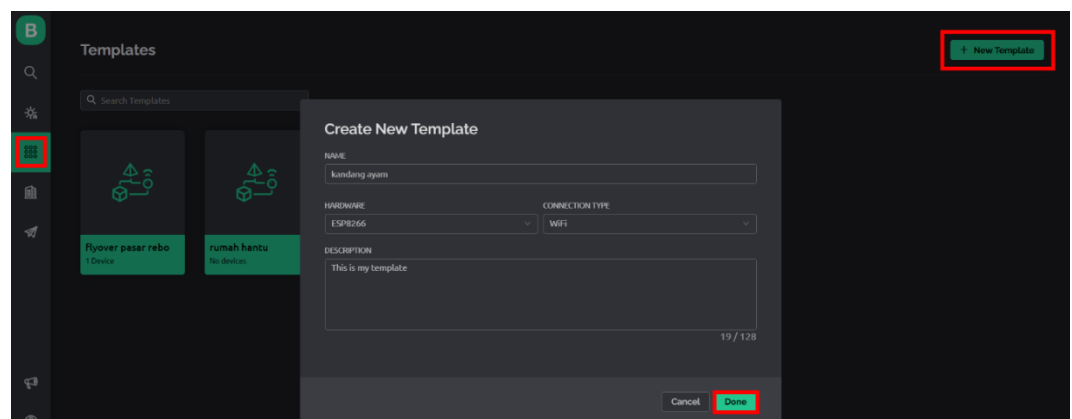 B
Templates
+ New Template
Search Templates
flyover pasar rebo
1 Device
rumah hantu
No devices
Create New Template
NAME
kandang ayam
HARDWARE
CONNECTION TYPE
ESP8266
WiFi
DESCRIPTION
This is my template
19 / 128
Cancel
Done